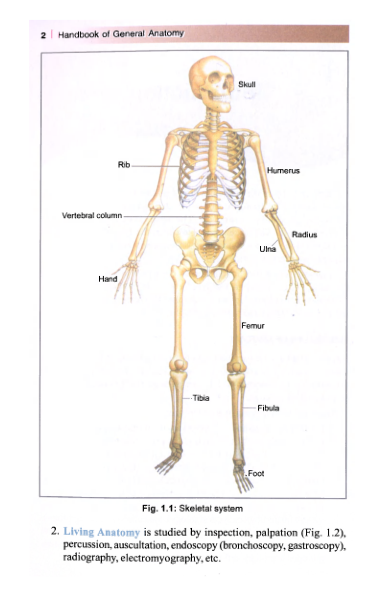 2 | Handbook of General Anatomy
Skull
Rib
Humerus
Vertebral column
Radius
Ulna
Hand
Femur
Tibia
Fibula
Foot
Fig. 1.1: Skeletal system
2. Living Anatomy is studied by inspection, palpation (Fig. 1.2),
percussion, auscultation, endoscopy (bronchoscopy, gastroscopy),
radiography, electromyography, etc.